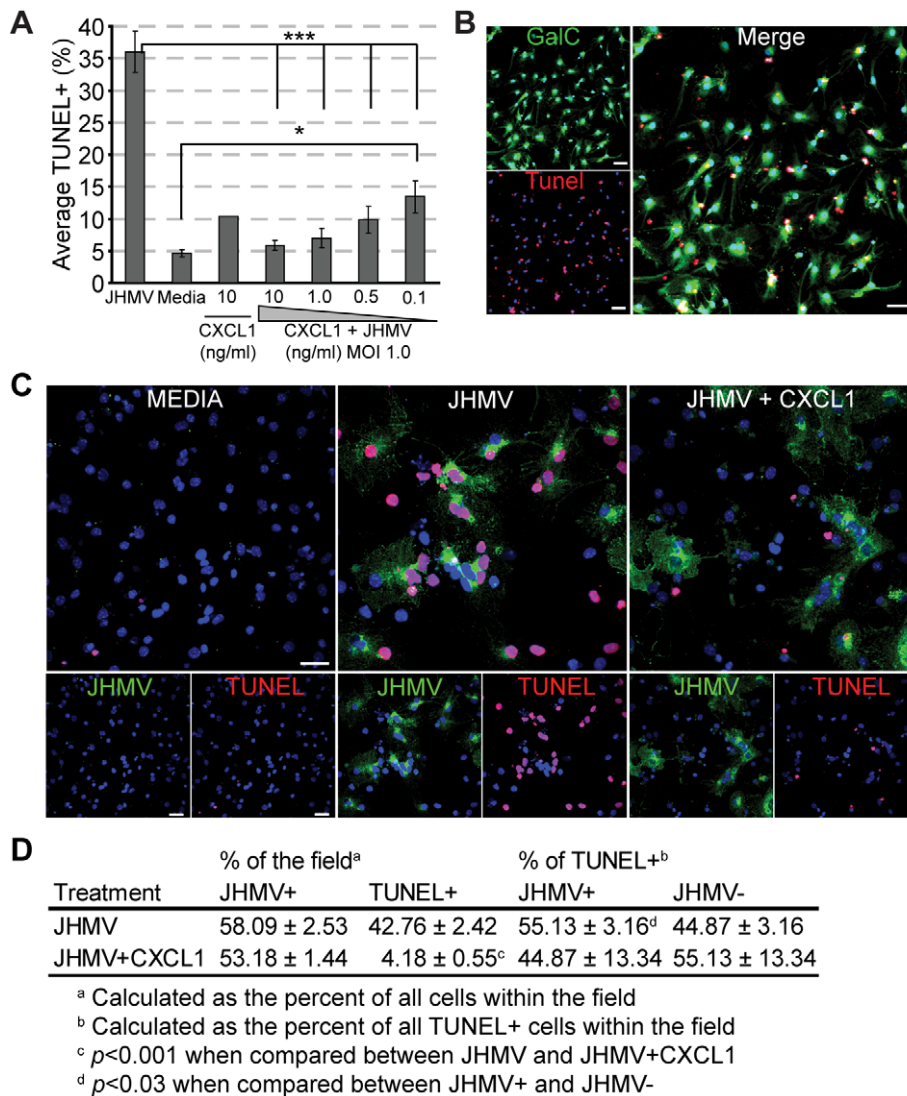 A
Average TUNEL+ (%)
40
35
30
25
20
15
10
5
0
***
*
JHMV Media 10 10 1.0 0.5 0.1
CXCL1 (ng/ml)
CXCL1 + JHMV
(ng/ml) MOI 1.0
B
GalC
Tunel
Merge
C
MEDIA
JHMV
JHMV + CXCL1
JHMV TUNEL
JHMV TUNEL
JHMV TUNEL
D
% of the fieldᵃ % of TUNEL+ᵇ
Treatment JHMV+ TUNEL+ JHMV+ JHMV-
JHMV 58.09 ± 2.53 42.76 ± 2.42 55.13 ± 3.16ᵈ 44.87 ± 3.16
JHMV+CXCL1 53.18 ± 1.44 4.18 ± 0.55ᶜ 44.87 ± 13.34 55.13 ± 13.34
ᵃ Calculated as the percent of all cells within the field
ᵇ Calculated as the percent of all TUNEL+ cells within the field
ᶜ p<0.001 when compared between JHMV and JHMV+CXCL1
ᵈ p<0.03 when compared between JHMV+ and JHMV-